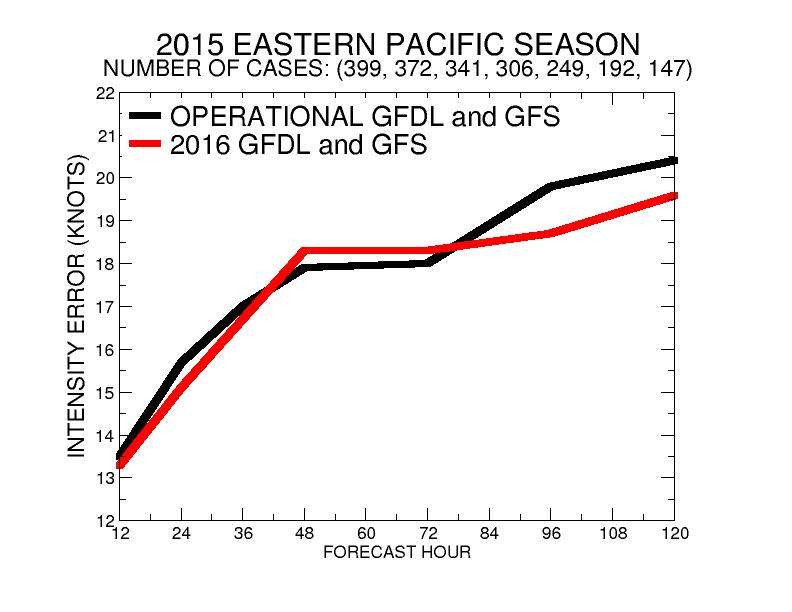 2015 EASTERN PACIFIC SEASON
NUMBER OF CASES: (399, 372, 341, 306, 249, 192, 147)
OPERATIONAL GFDL and GFS
2016 GFDL and GFS
INTENSITY ERROR (KNOTS)
22
21
20
19
18
17
16
15
14
13
12
12 24 36 48 60 72 84 96 108 120
FORECAST HOUR